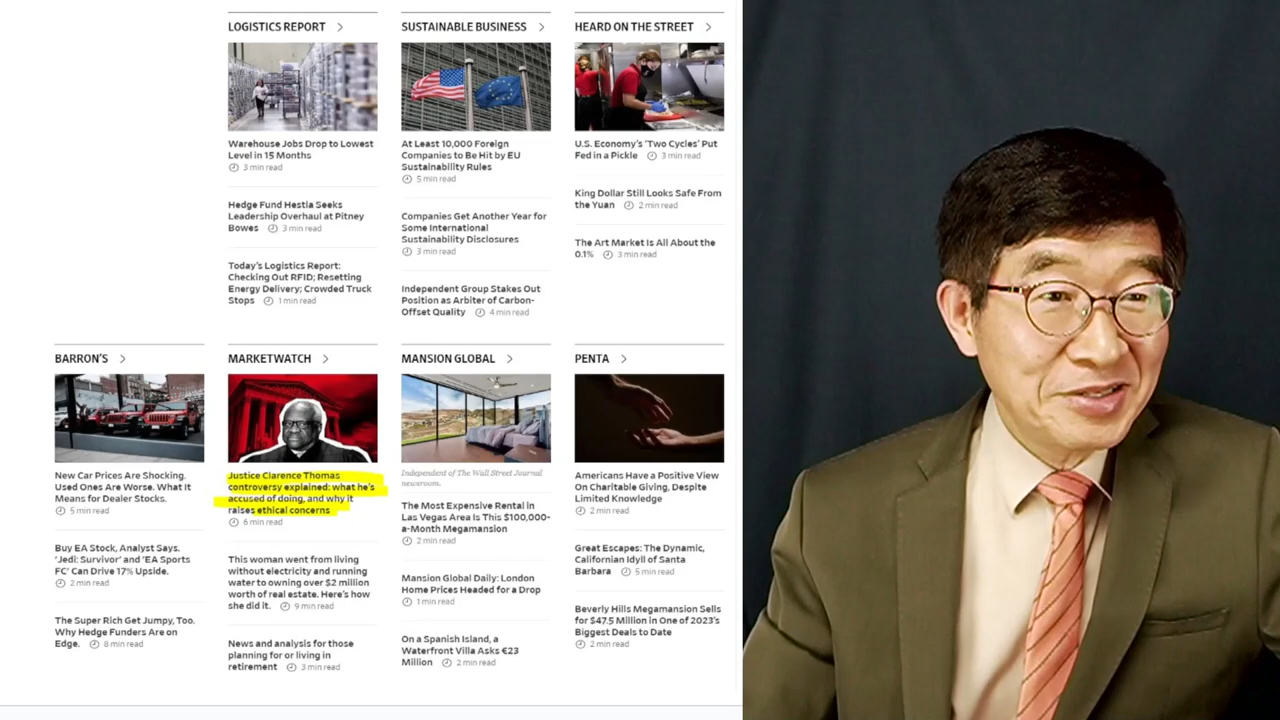 LOGISTICS REPORT
Warehouse Jobs Drop to Lowest
Level in 15 Months
3 min read
Hedge Fund Hestia Seeks
Leadership Overhaul at Pitney
Bowes 3 min read
Today's Logistics Report:
Checking Out RFID; Resetting
Energy Delivery; Crowded Truck
Stops 1 min read
SUSTAINABLE BUSINESS
At Least 10,000 Foreign
Companies to Be Hit by EU
Sustainability Rules
5 min read
Companies Get Another Year for
Some International
Sustainability Disclosures
3 min read
Independent Group Stakes Out
Position as Arbiter of Carbon-
Offset Quality 4 min read
HEARD ON THE STREET
U.S. Economy's 'Two Cycles' Put
Fed in a Pickle 3 min read
King Dollar Still Looks Safe From
the Yuan 2 min read
The Art Market Is All About the
0.1% 3 min read
BARRON'S
New Car Prices Are Shocking.
Used Ones Are Worse. What It
Means for Dealer Stocks.
5 min read
Buy EA Stock, Analyst Says.
'Jedi: Survivor' and 'EA Sports
FC' Can Drive 17% Upside.
2 min read
The Super Rich Get Jumpy, Too.
Why Hedge Funders Are on
Edge. 8 min read
MARKETWATCH
Justice Clarence Thomas
controversy explained: what he's
accused of doing, and why it
raises ethical concerns
6 min read
This woman went from living
without electricity and running
water to owning over $2 million
worth of real estate. Here's how
she did it. 9 min read
News and analysis for those
planning for or living in
retirement 3 min read
MANSION GLOBAL
Independent of The Wall Street Journal
newsroom.
The Most Expensive Rental in
Las Vegas Area Is This $100,000-
a-Month Megamansion
2 min read
Mansion Global Daily: London
Home Prices Headed for a Drop
1 min read
On a Spanish Island, a
Waterfront Villa Asks €23
Million 2 min read
PENTA
Americans Have a Positive View
On Charitable Giving, Despite
Limited Knowledge
2 min read
Great Escapes: The Dynamic,
Californian Idyll of Santa
Barbara 5 min read
Beverly Hills Megamansion Sells
for $47.5 Million in One of 2023's
Biggest Deals to Date
2 min read